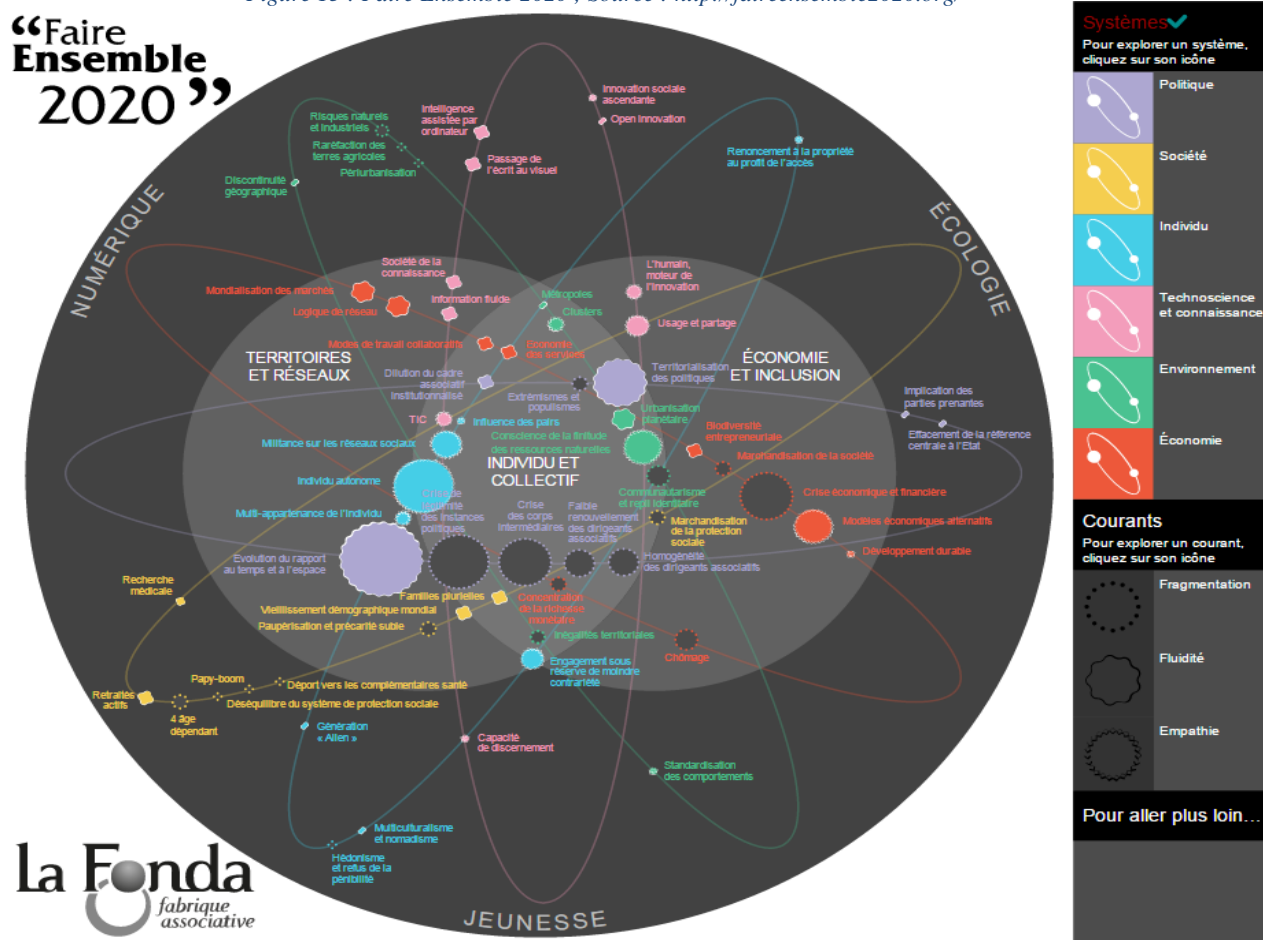 “Faire
Ensemble
2020”
NUMÉRIQUE
ÉCOLOGIE
JEUNESSE
Risques naturels
et industriels
Raréfaction des
terres agricoles
Périurbanisation
Discontinuité
géographique
Intelligence
assistée par
ordinateur
Passage de
l'écrit au visuel
Innovation sociale
ascendante
Open Innovation
Renoncement à la propriété
au profit de l'accès
Société de la
connaissance
Mondialisation des marchés
Information fluide
Logique de réseau
Métropoles
Clusters
L'humain,
moteur de
l'innovation
Usage et partage
Modes de travail collaboratifs
Economie
des services
TERRITOIRES
ET RÉSEAUX
ÉCONOMIE
ET INCLUSION
Dilution du cadre
associatif
institutionnalisé
Extrémismes et
populismes
Territorialisation
des politiques
Implication des
parties prenantes
Effacement de la référence
centrale à l'Etat
TIC
Influence des pairs
Urbanisation
planétaire
Militance sur les réseaux sociaux
Conscience de la finitude
des ressources naturelles
Biodiversité
entrepreneuriale
Marchandisation de la société
INDIVIDU ET
COLLECTIF
Individu autonome
Communautarisme
et repli identitaire
Crise économique et financière
Multi-appartenance de l'individu
Crise de
légitimité
des instances
politiques
Crise
des corps
intermédiaires
Faible
renouvellement
des dirigeants
associatifs
Marchandisation
de la protection
sociale
Modèles économiques alternatifs
Développement durable
Evolution du rapport
au temps et à l'espace
Homogénéité
des dirigeants associatifs
Recherche
médicale
Familles plurielles
Vieillissement démographique mondial
Paupérisation et précarité subie
Concentration
de la richesse
monétaire
Inégalités territoriales
Chômage
Engagement sous
réserve de moindre
contrariété
Papy-boom
Déport vers les complémentaires santé
Retraités
actifs
Déséquilibre du système de protection sociale
4 âge
dépendant
Génération
« Alien »
Capacité
de discernement
Standardisation
des comportements
Multiculturalisme
et nomadisme
Hédonisme
et refus de la
pénibilité
La Fonda
fabrique
associative
Systèmes
Pour explorer un système,
cliquez sur son icône
Politique
Société
Individu
Technoscience
et connaissance
Environnement
Économie
Courants
Pour explorer un courant,
cliquez sur son icône
Fragmentation
Fluidité
Empathie
Pour aller plus loin...